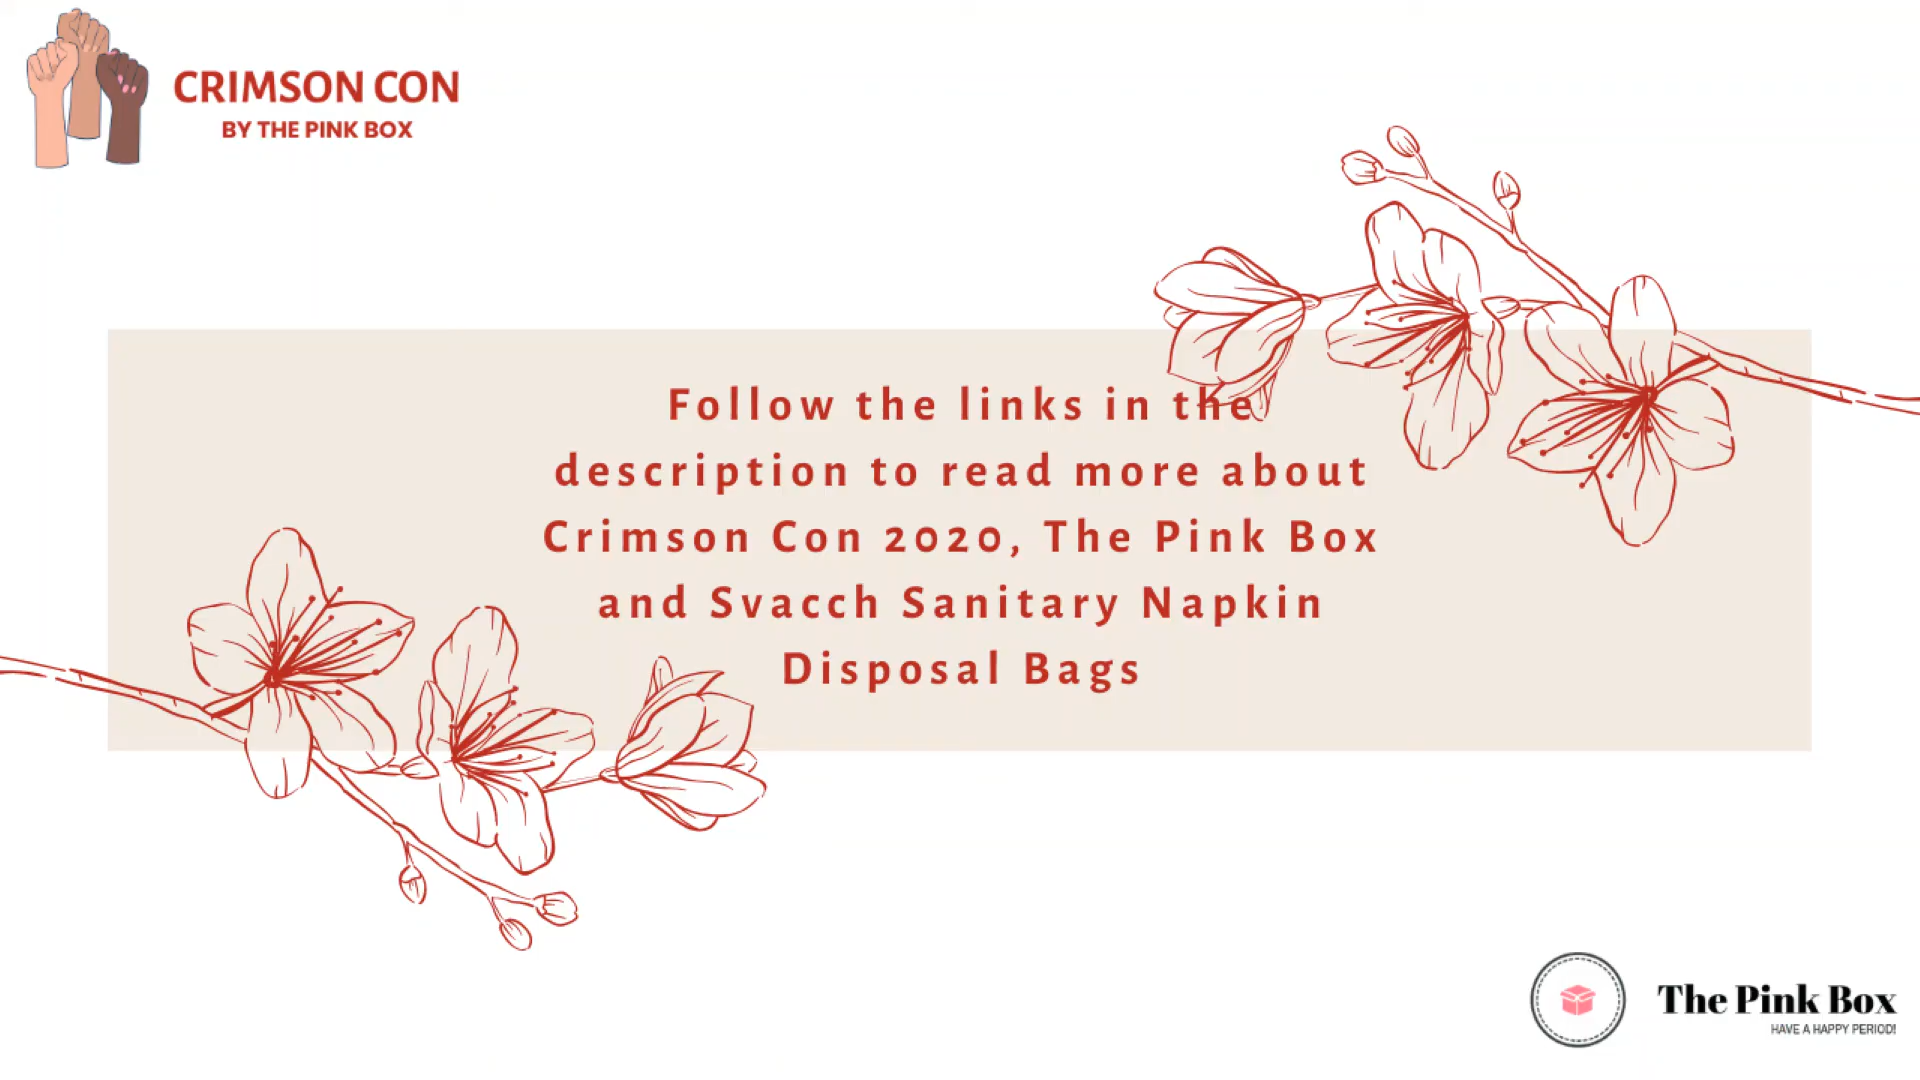 CRIMSON CON
BY THE PINK BOX
Follow the links in the
description to read more about
Crimson Con 2020, The Pink Box
and Svacch Sanitary Napkin
Disposal Bags
The Pink Box
HAVE A HAPPY PERIOD!